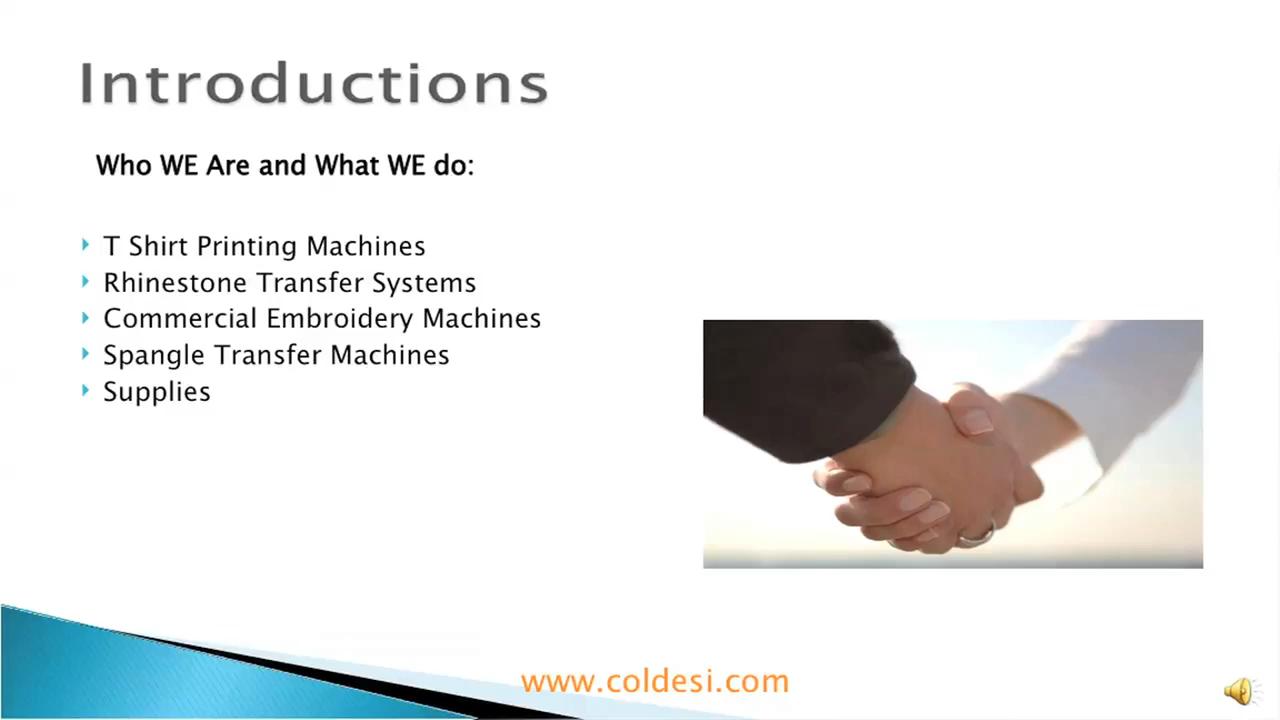 Introductions
Who WE Are and What WE do:
T Shirt Printing Machines
Rhinestone Transfer Systems
Commercial Embroidery Machines
Spangle Transfer Machines
Supplies
www.coldesi.com